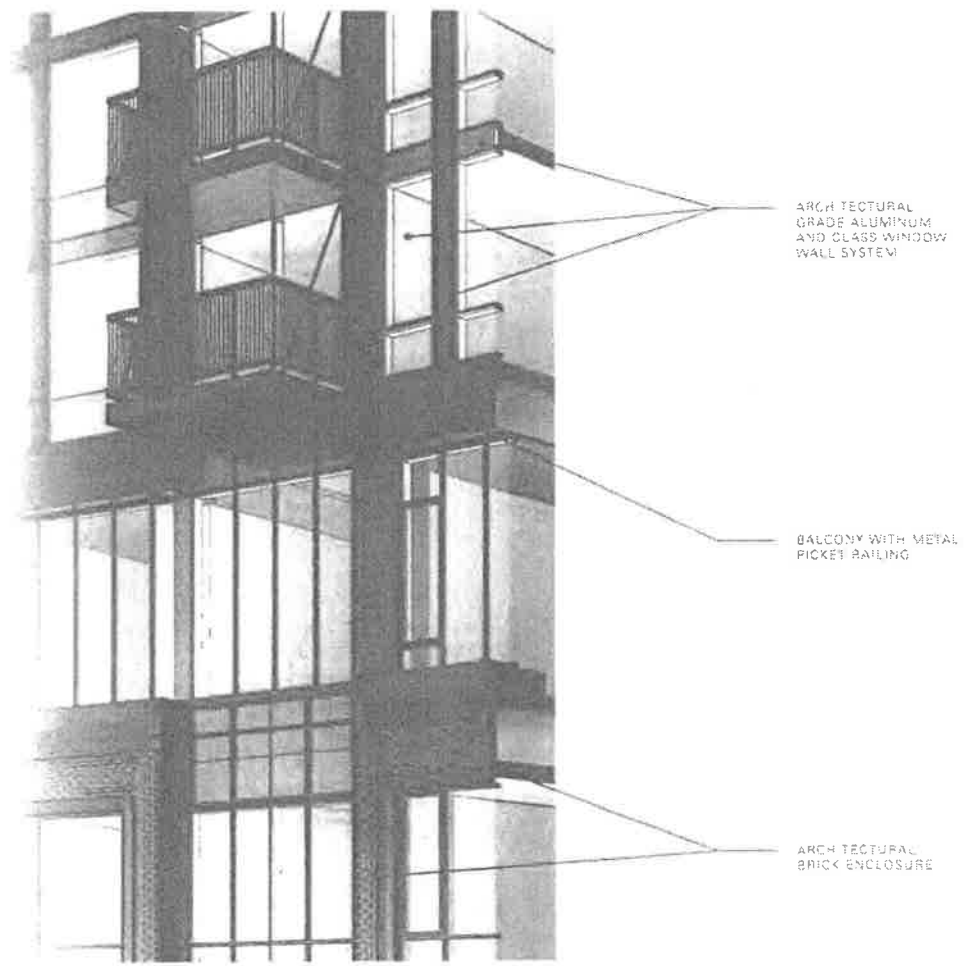 ARCH TECTURAL
GRADE ALUMINUM
AND GLASS WINDOW
WALL SYSTEM
BALCONY WITH METAL
PICKET RAILING
ARCH TECTURAL
BRICK ENCLOSURE